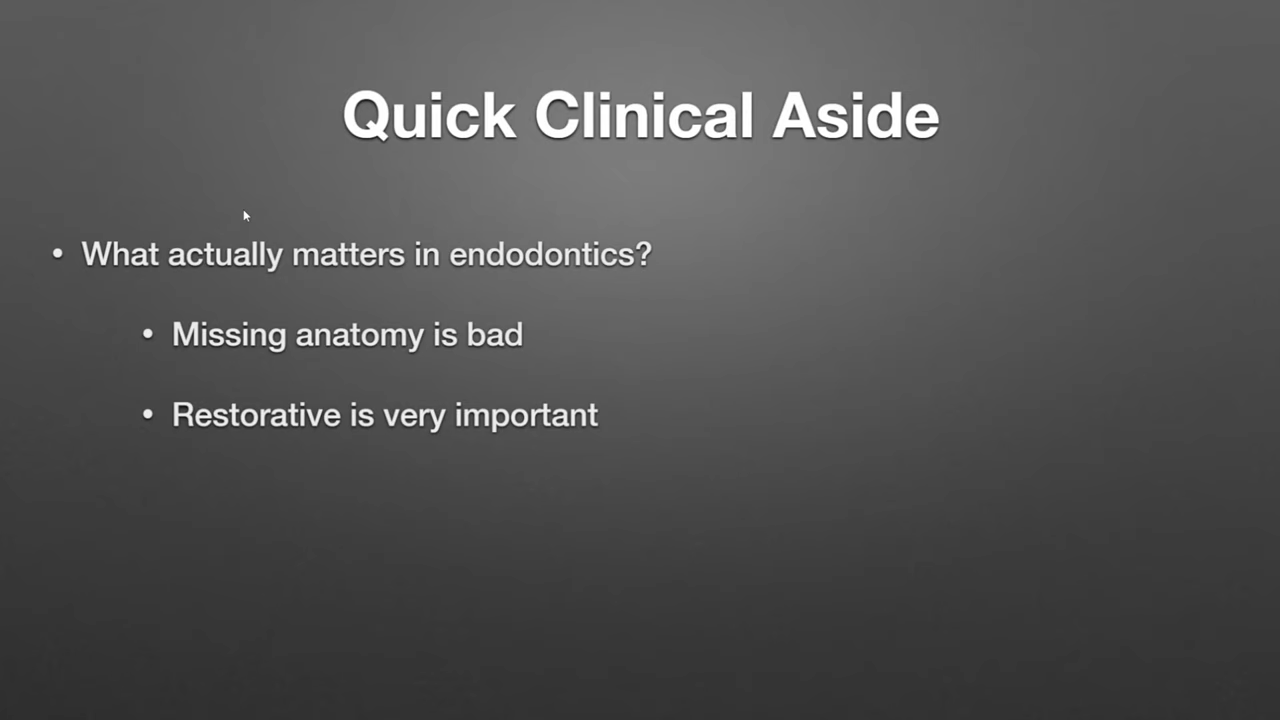 Quick Clinical Aside
• What actually matters in endodontics?
• Missing anatomy is bad
• Restorative is very important